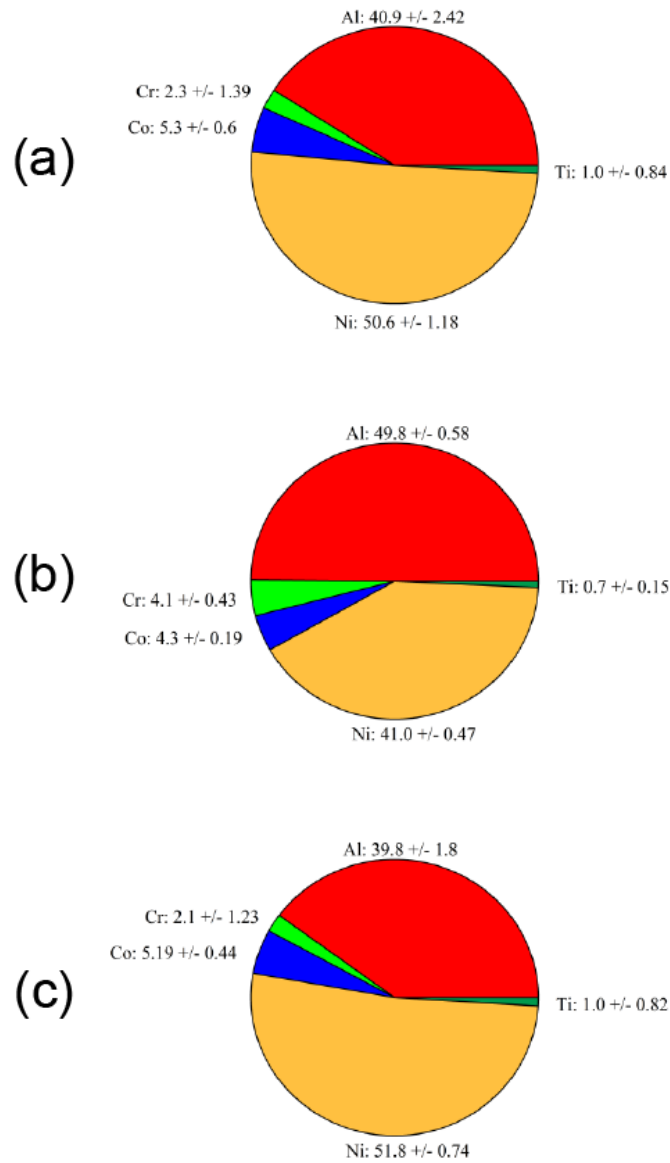 Al: 40.9 +/- 2.42
Cr: 2.3 +/- 1.39
Co: 5.3 +/- 0.6
(a)
Ti: 1.0 +/- 0.84
Ni: 50.6 +/- 1.18
Al: 49.8 +/- 0.58
(b)
Ti: 0.7 +/- 0.15
Cr: 4.1 +/- 0.43
Co: 4.3 +/- 0.19
Ni: 41.0 +/- 0.47
Al: 39.8 +/- 1.8
Cr: 2.1 +/- 1.23
Co: 5.19 +/- 0.44
(c)
Ti: 1.0 +/- 0.82
Ni: 51.8 +/- 0.74